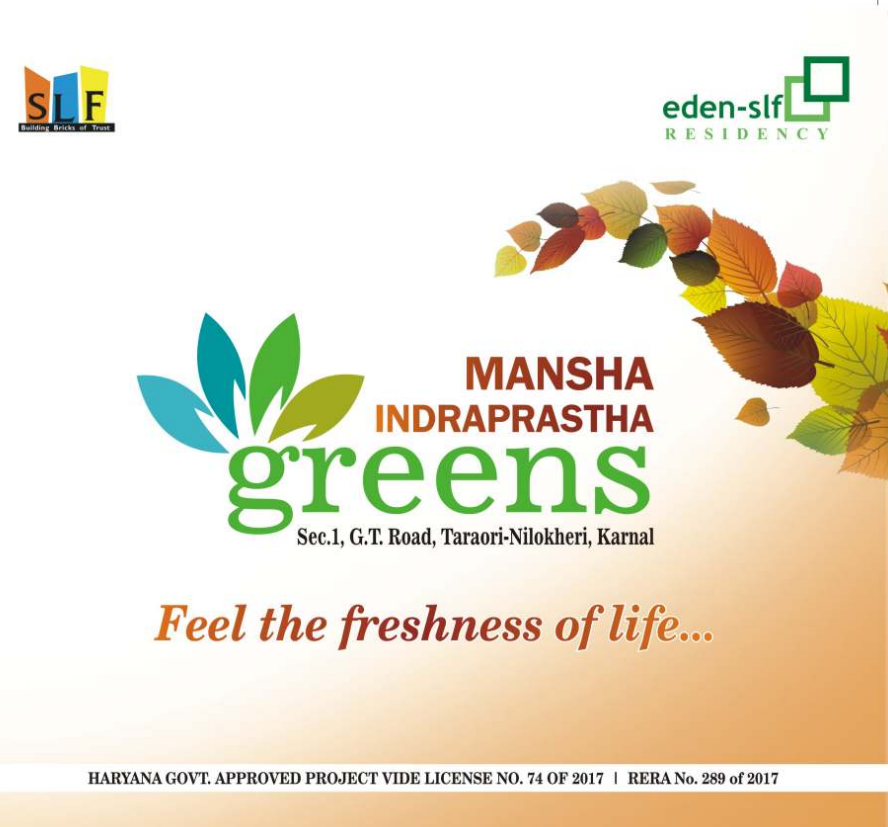 SLF
Building Bricks of Trust
eden-slf
RESIDENCY
MANSHA
INDRAPRASTHA
greens
Sec.1, G.T. Road, Taraori-Nilokheri, Karnal
Feel the freshness of life...
HARYANA GOVT. APPROVED PROJECT VIDE LICENSE NO. 74 OF 2017 | RERA No. 289 of 2017